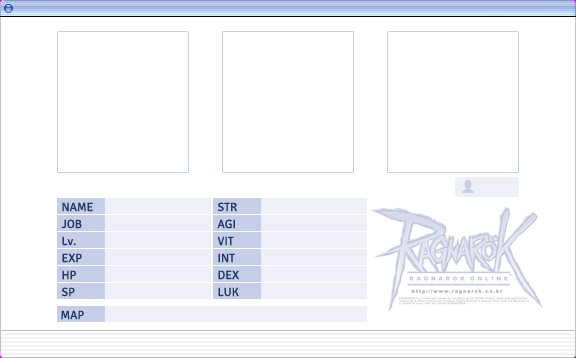 NAME
STR
JOB
AGI
Lv.
VIT
EXP
INT
HP
DEX
SP
LUK
MAP
RAGNAROK
RAGNAROK ONLINE
http://www.ragnarok.co.kr